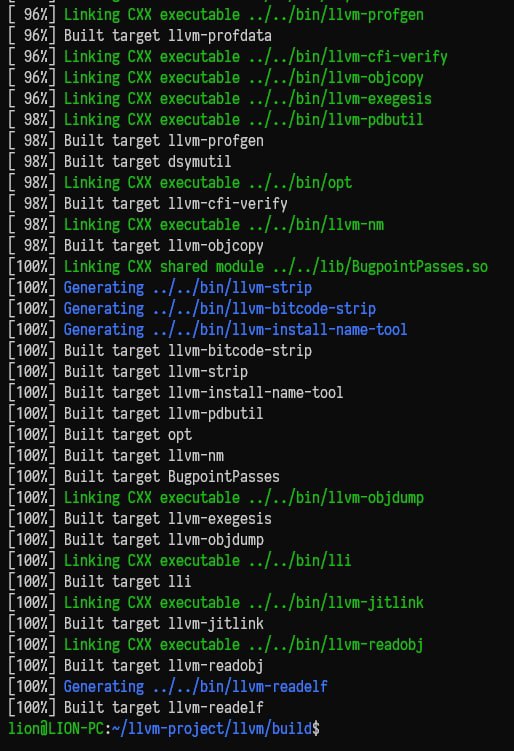 [ 96%] Linking CXX executable ../../bin/llvm-profgen
[ 96%] Built target llvm-profdata
[ 96%] Linking CXX executable ../../bin/llvm-cfi-verify
[ 96%] Linking CXX executable ../../bin/llvm-objcopy
[ 96%] Linking CXX executable ../../bin/llvm-exegesis
[ 98%] Linking CXX executable ../../bin/llvm-pdbutil
[ 98%] Built target llvm-profgen
[ 98%] Built target dsymutil
[ 98%] Linking CXX executable ../../bin/opt
[ 98%] Built target llvm-cfi-verify
[ 98%] Linking CXX executable ../../bin/llvm-nm
[ 98%] Built target llvm-objcopy
[100%] Linking CXX shared module ../../lib/BugpointPasses.so
[100%] Generating ../../bin/llvm-strip
[100%] Generating ../../bin/llvm-bitcode-strip
[100%] Generating ../../bin/llvm-install-name-tool
[100%] Built target llvm-bitcode-strip
[100%] Built target llvm-strip
[100%] Built target llvm-install-name-tool
[100%] Built target llvm-pdbutil
[100%] Built target opt
[100%] Built target llvm-nm
[100%] Built target BugpointPasses
[100%] Linking CXX executable ../../bin/llvm-objdump
[100%] Built target llvm-exegesis
[100%] Built target llvm-objdump
[100%] Linking CXX executable ../../bin/lli
[100%] Built target lli
[100%] Linking CXX executable ../../bin/llvm-jitlink
[100%] Built target llvm-jitlink
[100%] Linking CXX executable ../../bin/llvm-readobj
[100%] Built target llvm-readobj
[100%] Generating ../../bin/llvm-readelf
[100%] Built target llvm-readelf
lion@LION-PC:~/llvm-project/llvm/build$